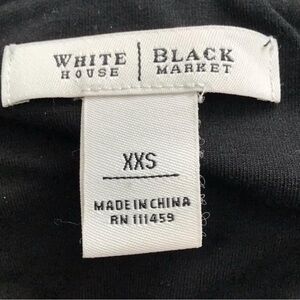 WHITE | BLACK
HOUSE | MARKET
XXS
MADE IN CHINA
RN 111459